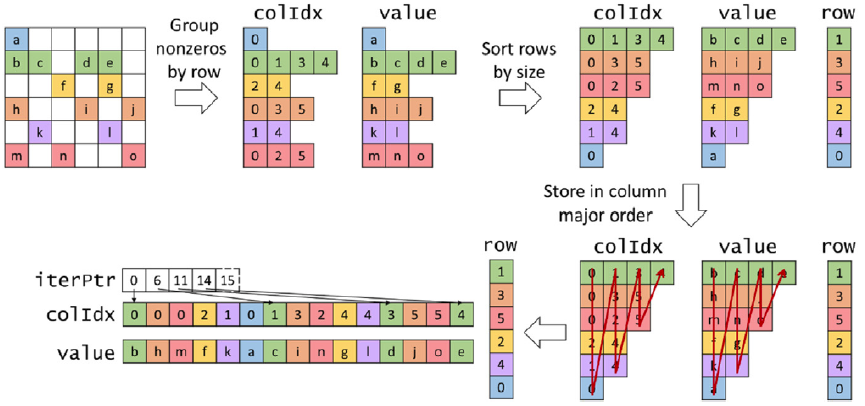 a
b c d e
f g
h i j
k l
m n o
Group
nonzeros
by row
colIdx
0
0 1 3 4
2 4
0 3 5
1 4
0 2 5
value
a
b c d e
f g
h i j
k l
m n o
Sort rows
by size
colIdx
0 1 3 4
0 3 5
0 2 5
2 4
1 4
0
value
b c d e
h i j
m n o
f g
k l
a
row
1
3
5
2
4
0
Store in column
major order
colIdx
0 1 3
0 3 5
0 2 5
2 4
1 4
0
value
b c d e
h
m n o
f g
k
a
row
1
3
5
2
4
0
row
1
3
5
2
4
0
iterPtr 0 6 11 14 15
colIdx 0 0 0 2 1 0 1 3 2 4 4 3 5 5 4
value b h m f k a c i n g l d j o e